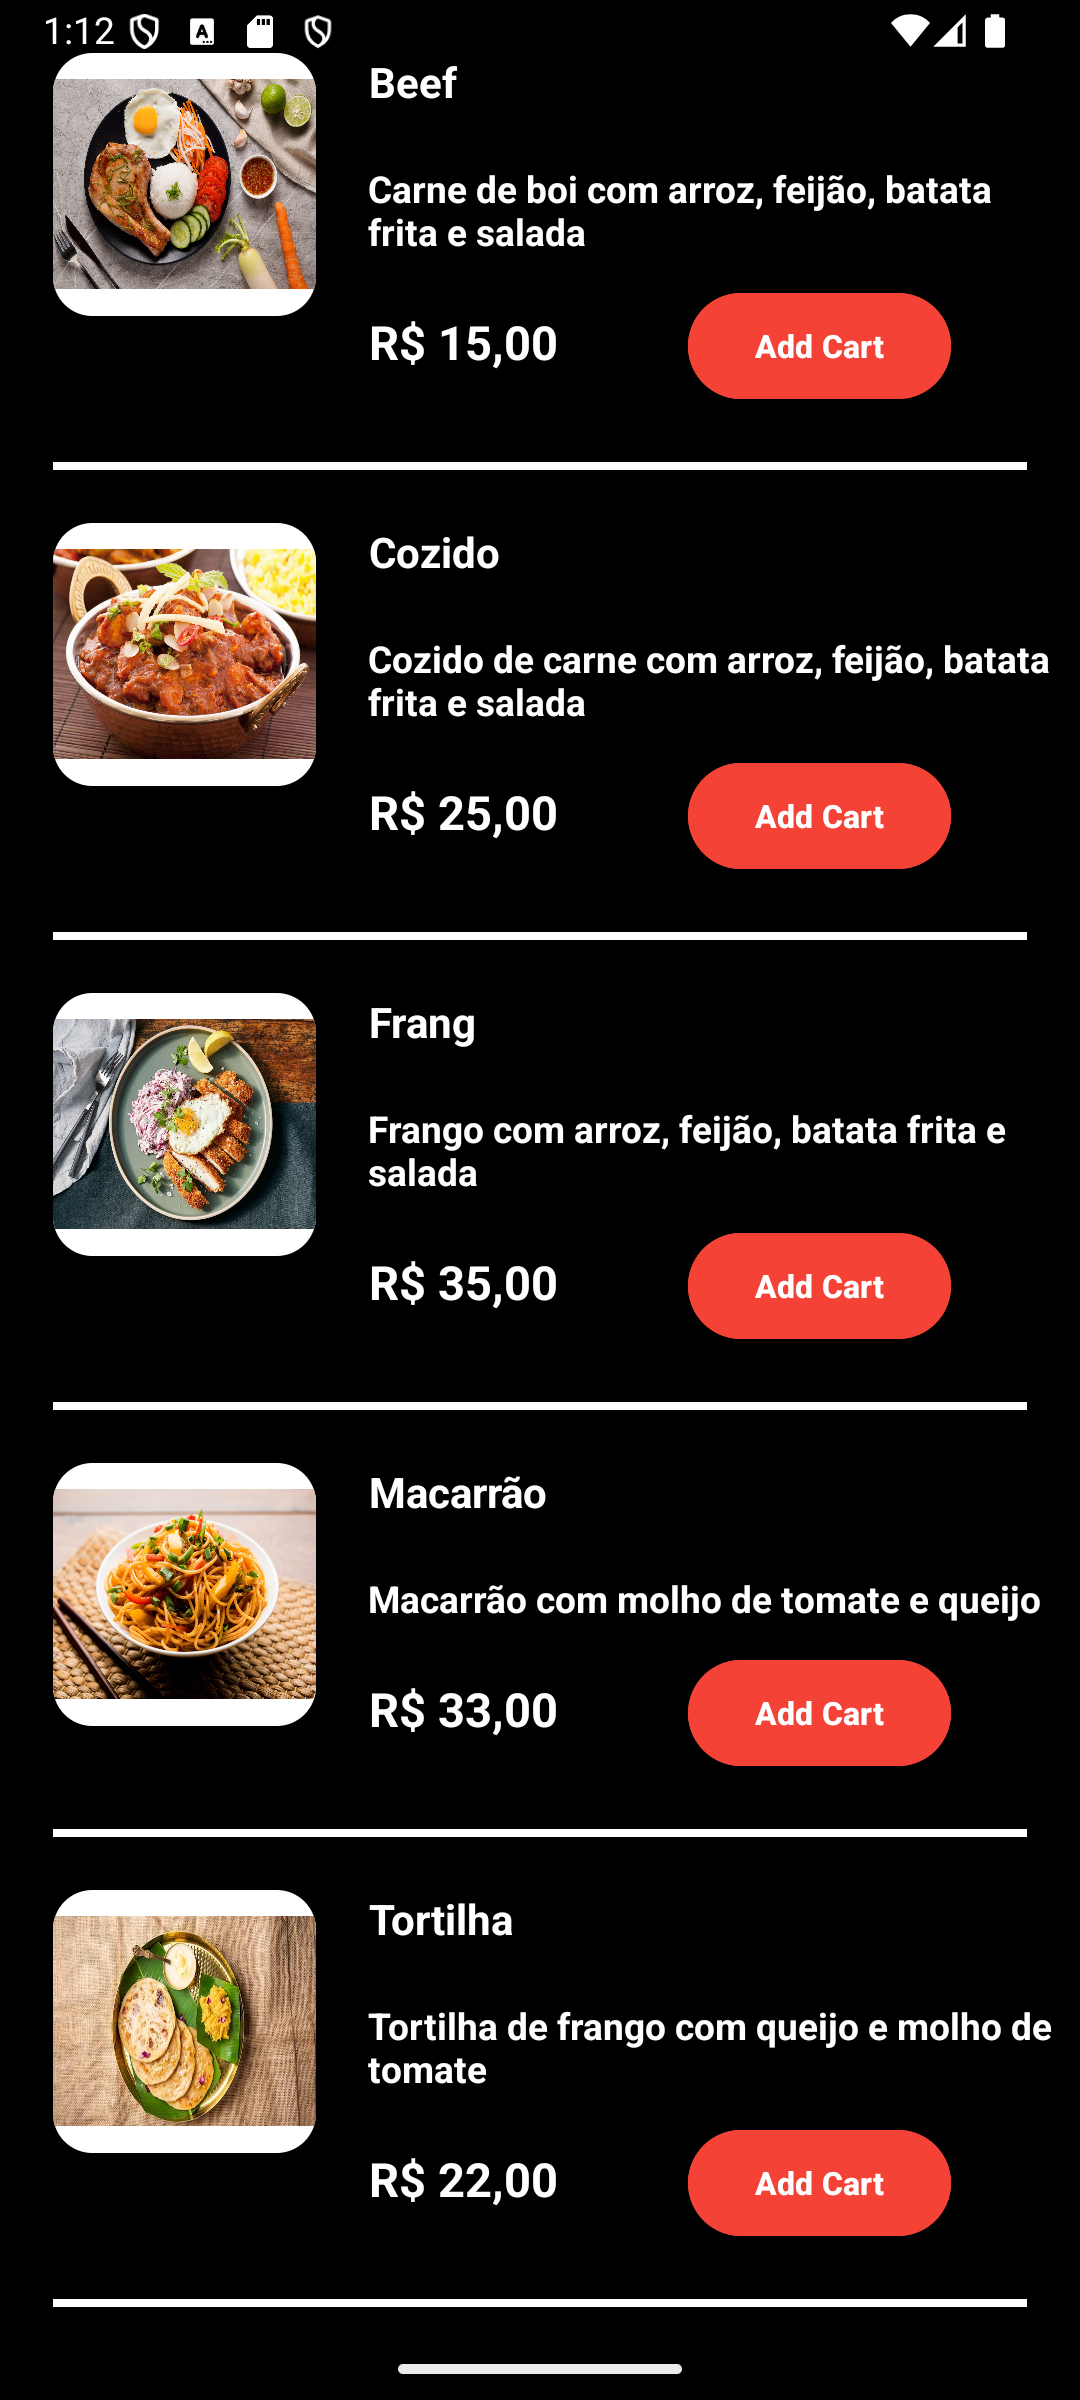 1:12
Beef
Carne de boi com arroz, feijão, batata
frita e salada
R$ 15,00
Add Cart
Cozido
Cozido de carne com arroz, feijão, batata
frita e salada
R$ 25,00
Add Cart
Frang
Frango com arroz, feijão, batata frita e
salada
R$ 35,00
Add Cart
Macarrão
Macarrão com molho de tomate e queijo
R$ 33,00
Add Cart
Tortilha
Tortilha de frango com queijo e molho de
tomate
R$ 22,00
Add Cart